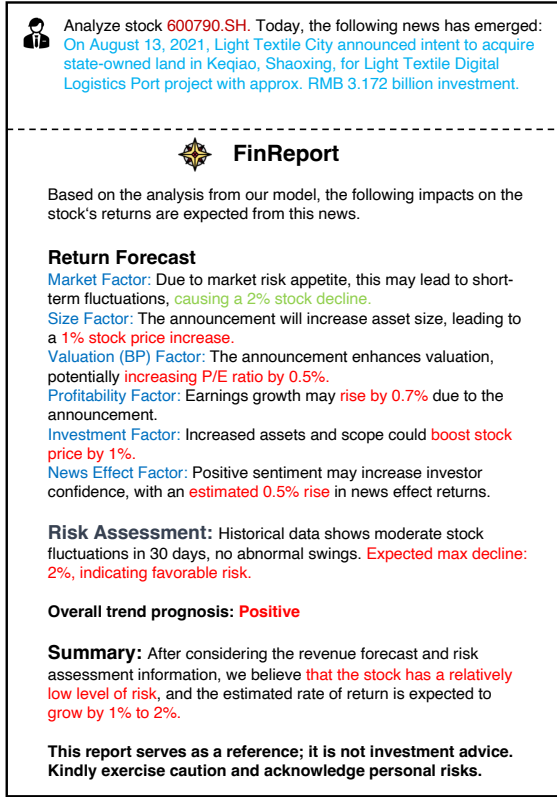 Analyze stock 600790.SH. Today, the following news has emerged:
On August 13, 2021, Light Textile City announced intent to acquire
state-owned land in Keqiao, Shaoxing, for Light Textile Digital
Logistics Port project with approx. RMB 3.172 billion investment.
FinReport
Based on the analysis from our model, the following impacts on the
stock‘s returns are expected from this news.
Return Forecast
Market Factor: Due to market risk appetite, this may lead to short-
term fluctuations, causing a 2% stock decline.
Size Factor: The announcement will increase asset size, leading to
a 1% stock price increase.
Valuation (BP) Factor: The announcement enhances valuation,
potentially increasing P/E ratio by 0.5%.
Profitability Factor: Earnings growth may rise by 0.7% due to the
announcement.
Investment Factor: Increased assets and scope could boost stock
price by 1%.
News Effect Factor: Positive sentiment may increase investor
confidence, with an estimated 0.5% rise in news effect returns.
Risk Assessment: Historical data shows moderate stock
fluctuations in 30 days, no abnormal swings. Expected max decline:
2%, indicating favorable risk.
Overall trend prognosis: Positive
Summary: After considering the revenue forecast and risk
assessment information, we believe that the stock has a relatively
low level of risk, and the estimated rate of return is expected to
grow by 1% to 2%.
This report serves as a reference; it is not investment advice.
Kindly exercise caution and acknowledge personal risks.